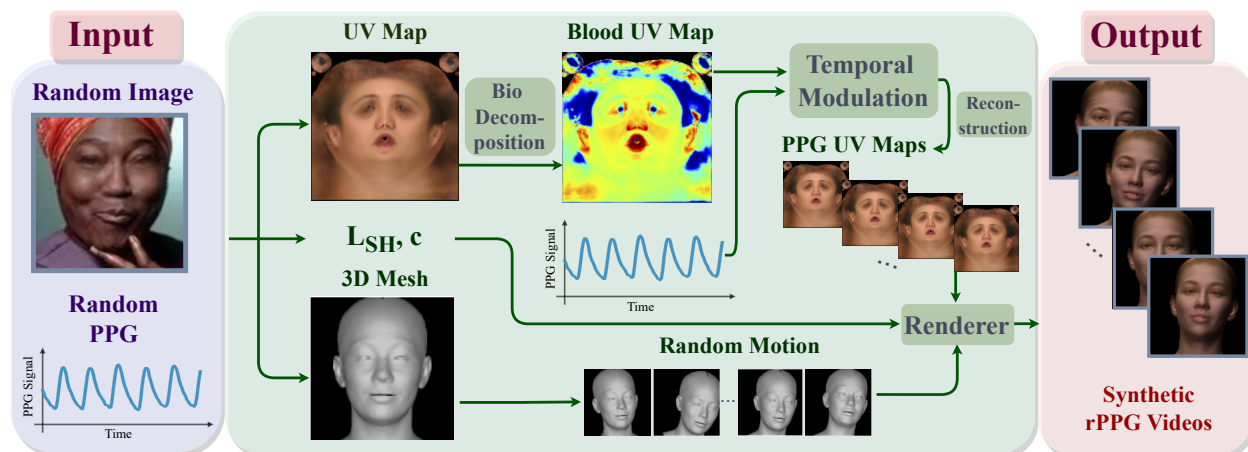 Input
Random Image
Random
PPG
PPG Signal
Time
UV Map
Blood UV Map
Bio
Decom-
position
Temporal
Modulation
Recon-
struction
PPG UV Maps
...
L_SH, c
PPG Signal
Time
3D Mesh
Renderer
Random Motion
...
Output
...
Synthetic
rPPG Videos